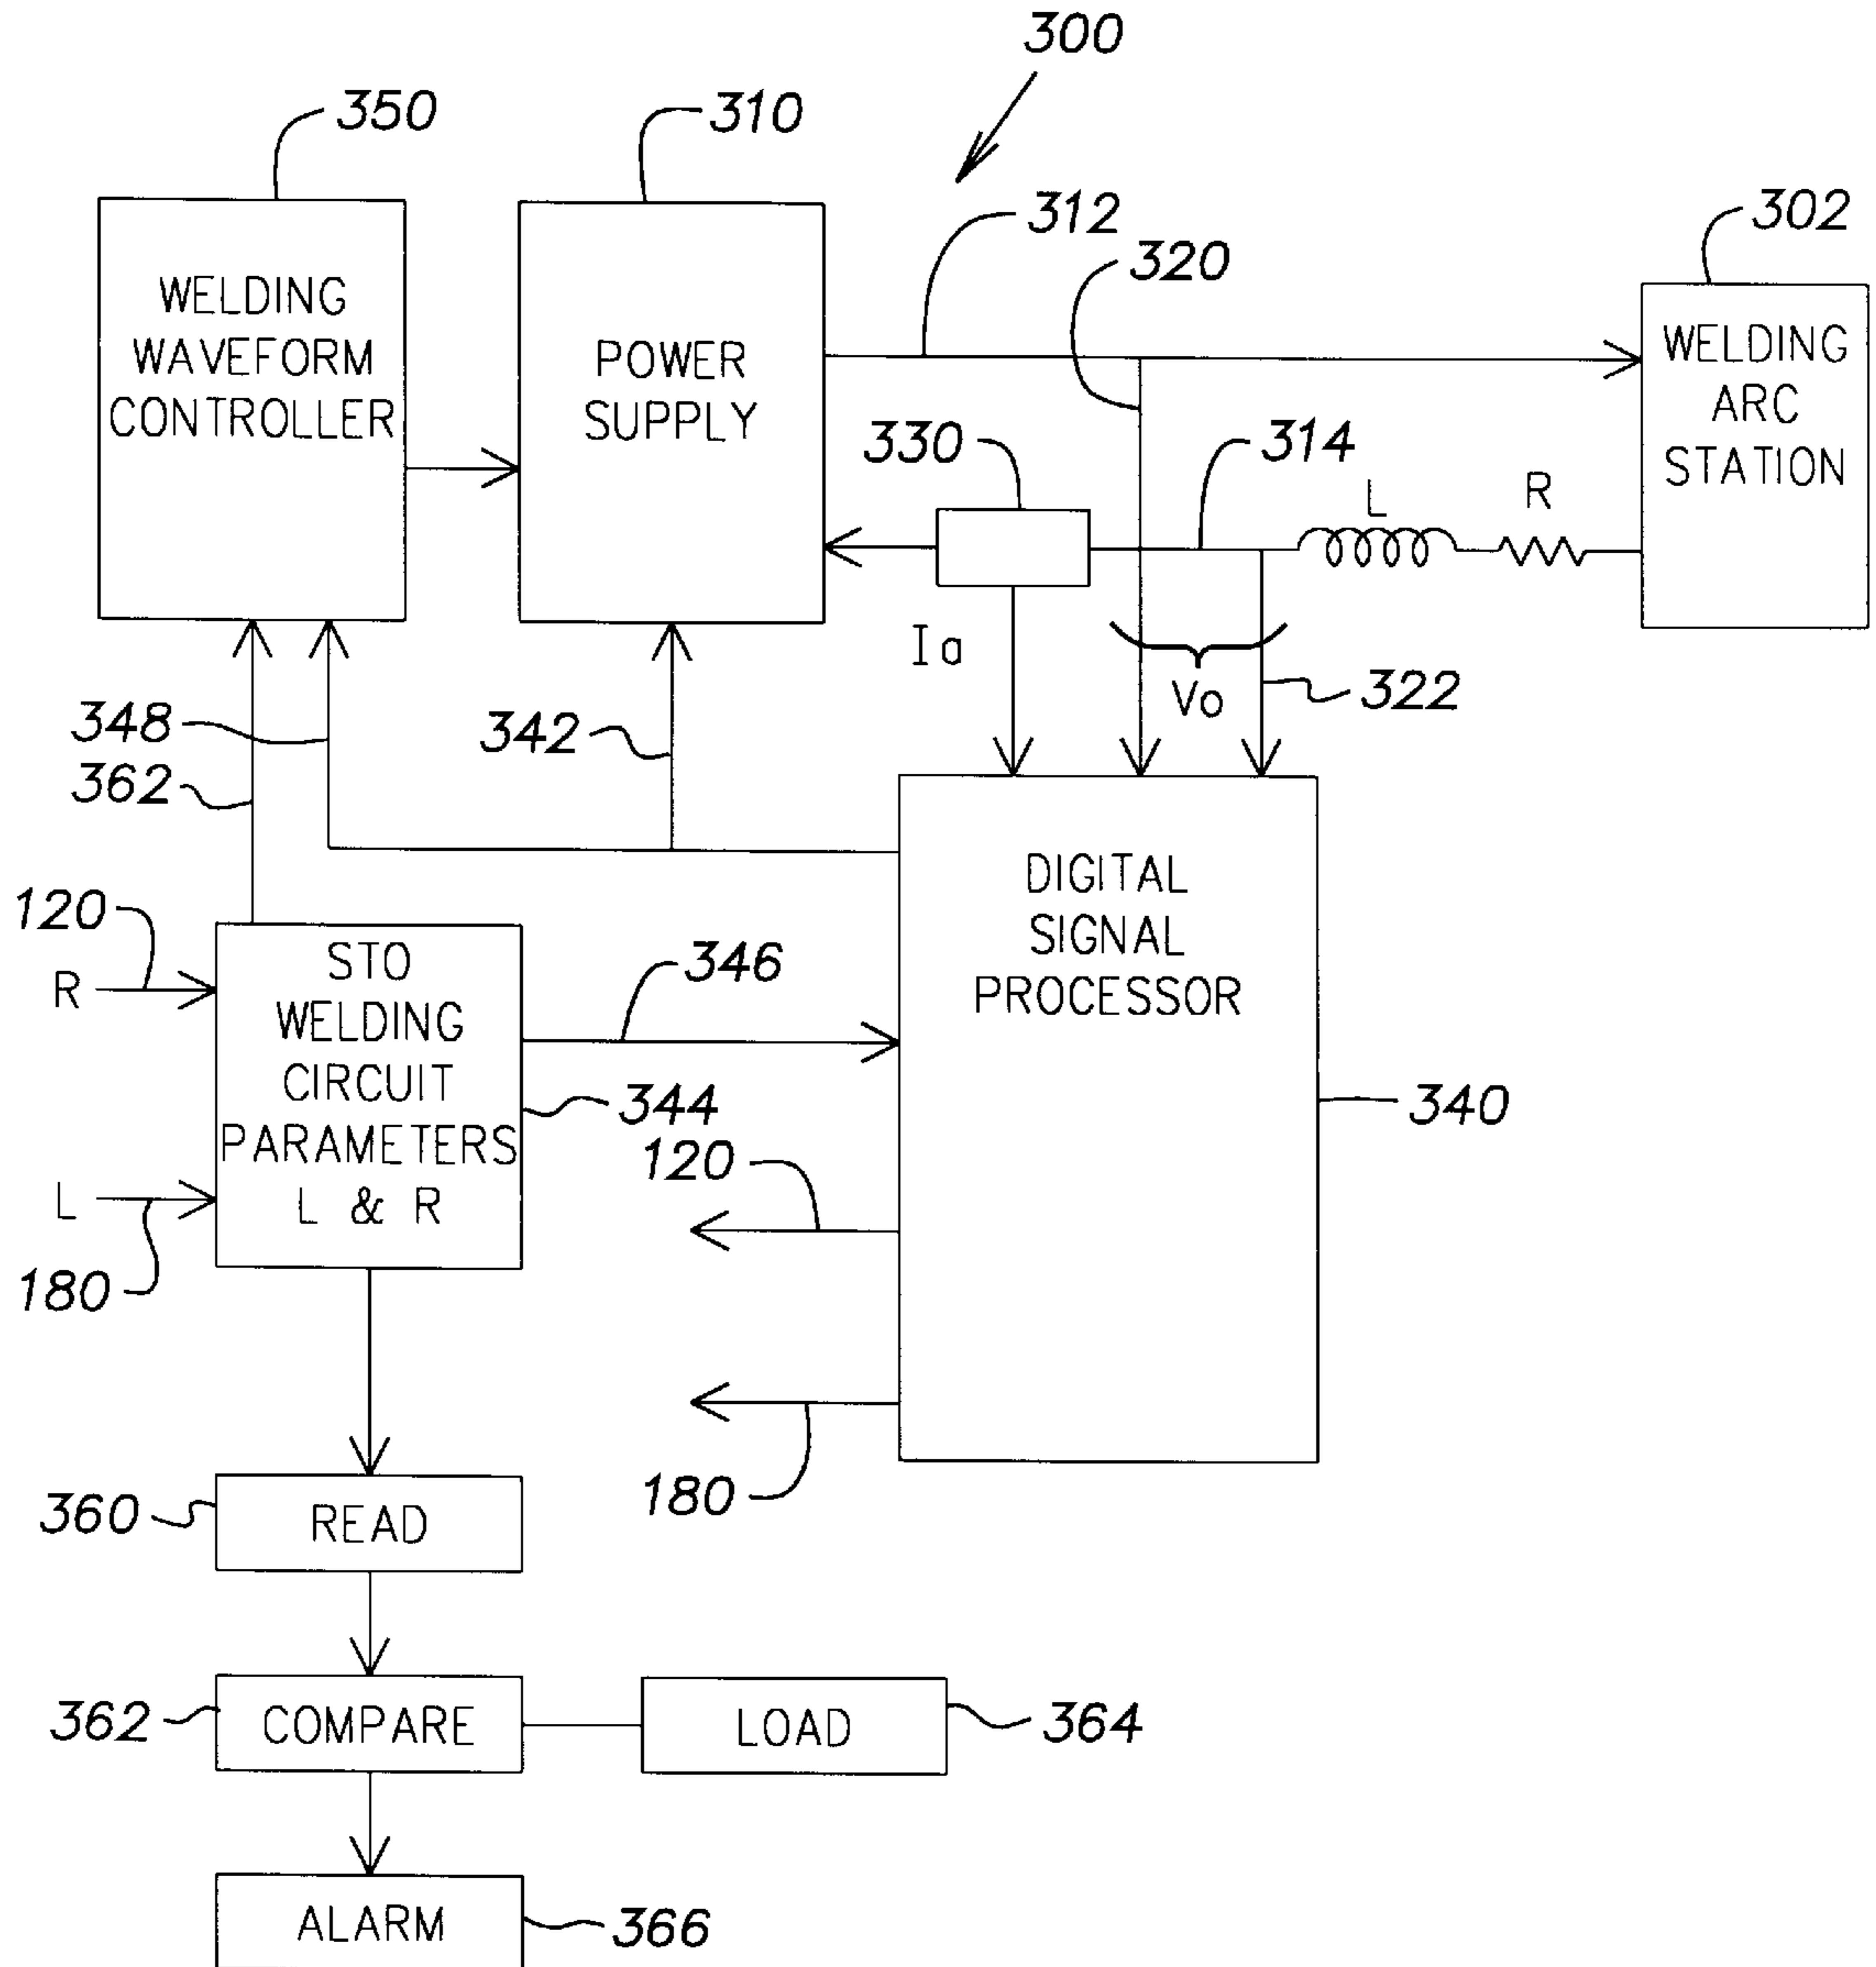 300
350
310
302
312
320
WELDING
WAVEFORM
CONTROLLER
POWER
SUPPLY
WELDING
ARC
STATION
330
314
L
R
Ia
Vo
322
348
342
362
DIGITAL
SIGNAL
PROCESSOR
120
R
STO
WELDING
CIRCUIT
PARAMETERS
L & R
346
344
340
120
L
180
180
360
READ
362
COMPARE
LOAD
364
ALARM
366